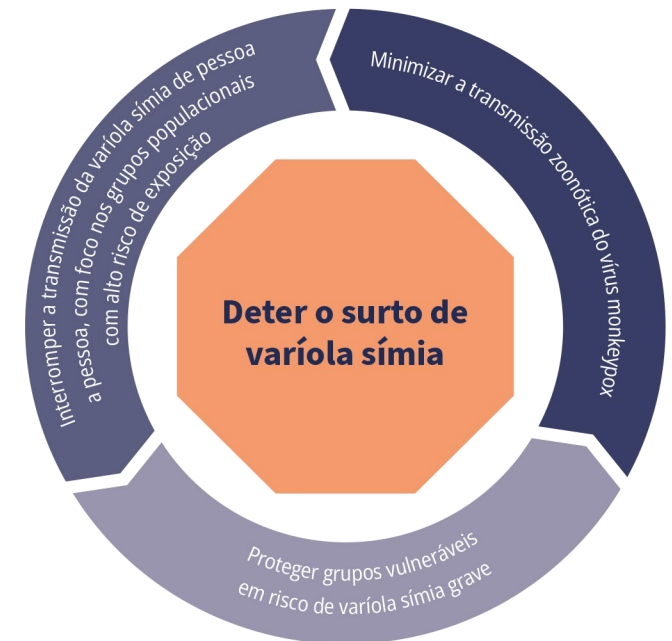 Interromper a transmissão da varíola símia de pessoa
a pessoa, com foco nos grupos populacionais
com alto risco de exposição
Minimizar a transmissão zoonótica do vírus monkeypox
Deter o surto de
varíola símia
Proteger grupos vulneráveis
em risco de varíola símia grave